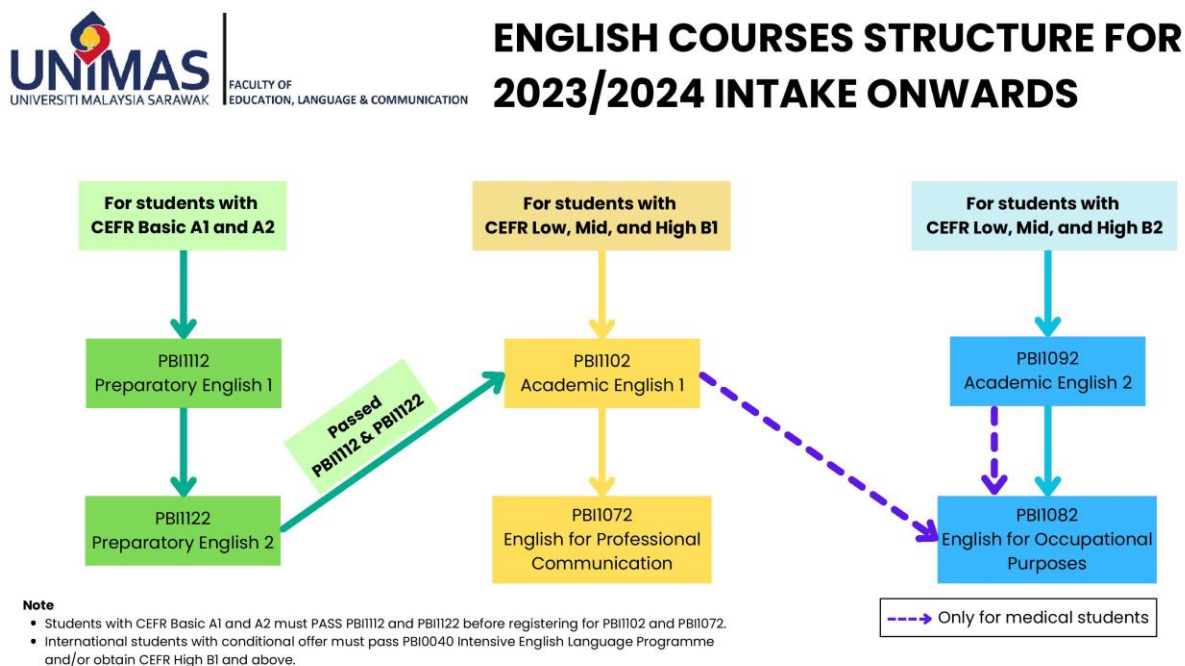 UNIMAS
UNIVERSITI MALAYSIA SARAWAK
FACULTY OF
EDUCATION, LANGUAGE & COMMUNICATION
ENGLISH COURSES STRUCTURE FOR
2023/2024 INTAKE ONWARDS
For students with
CEFR Basic A1 and A2
For students with
CEFR Low, Mid, and High B1
For students with
CEFR Low, Mid, and High B2
PBI1112
Preparatory English 1
PBI1102
Academic English 1
PBI1092
Academic English 2
Passed
PBI1112 & PBI1122
PBI1122
Preparatory English 2
PBI1072
English for Professional
Communication
PBI1082
English for Occupational
Purposes
Note
• Students with CEFR Basic A1 and A2 must PASS PBI1112 and PBI1122 before registering for PBI1102 and PBI1072.
• International students with conditional offer must pass PBI0040 Intensive English Language Programme
and/or obtain CEFR High B1 and above.
Only for medical students